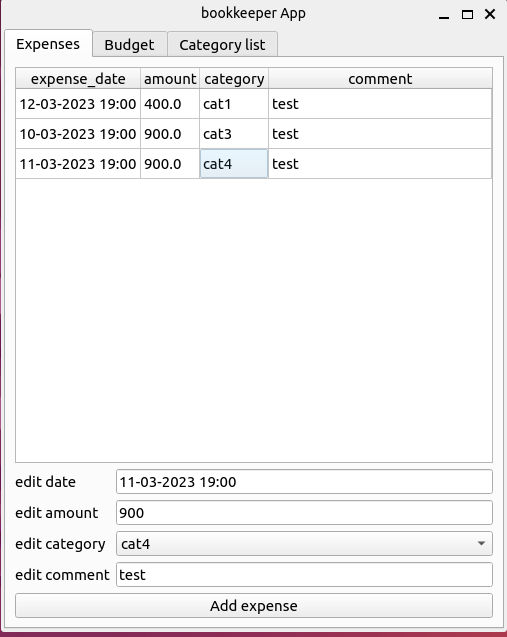 bookkeeper App
Expenses Budget Category list
expense_date amount category comment
12-03-2023 19:00 400.0 cat1 test
10-03-2023 19:00 900.0 cat3 test
11-03-2023 19:00 900.0 cat4 test
edit date 11-03-2023 19:00
edit amount 900
edit category cat4
edit comment test
Add expense